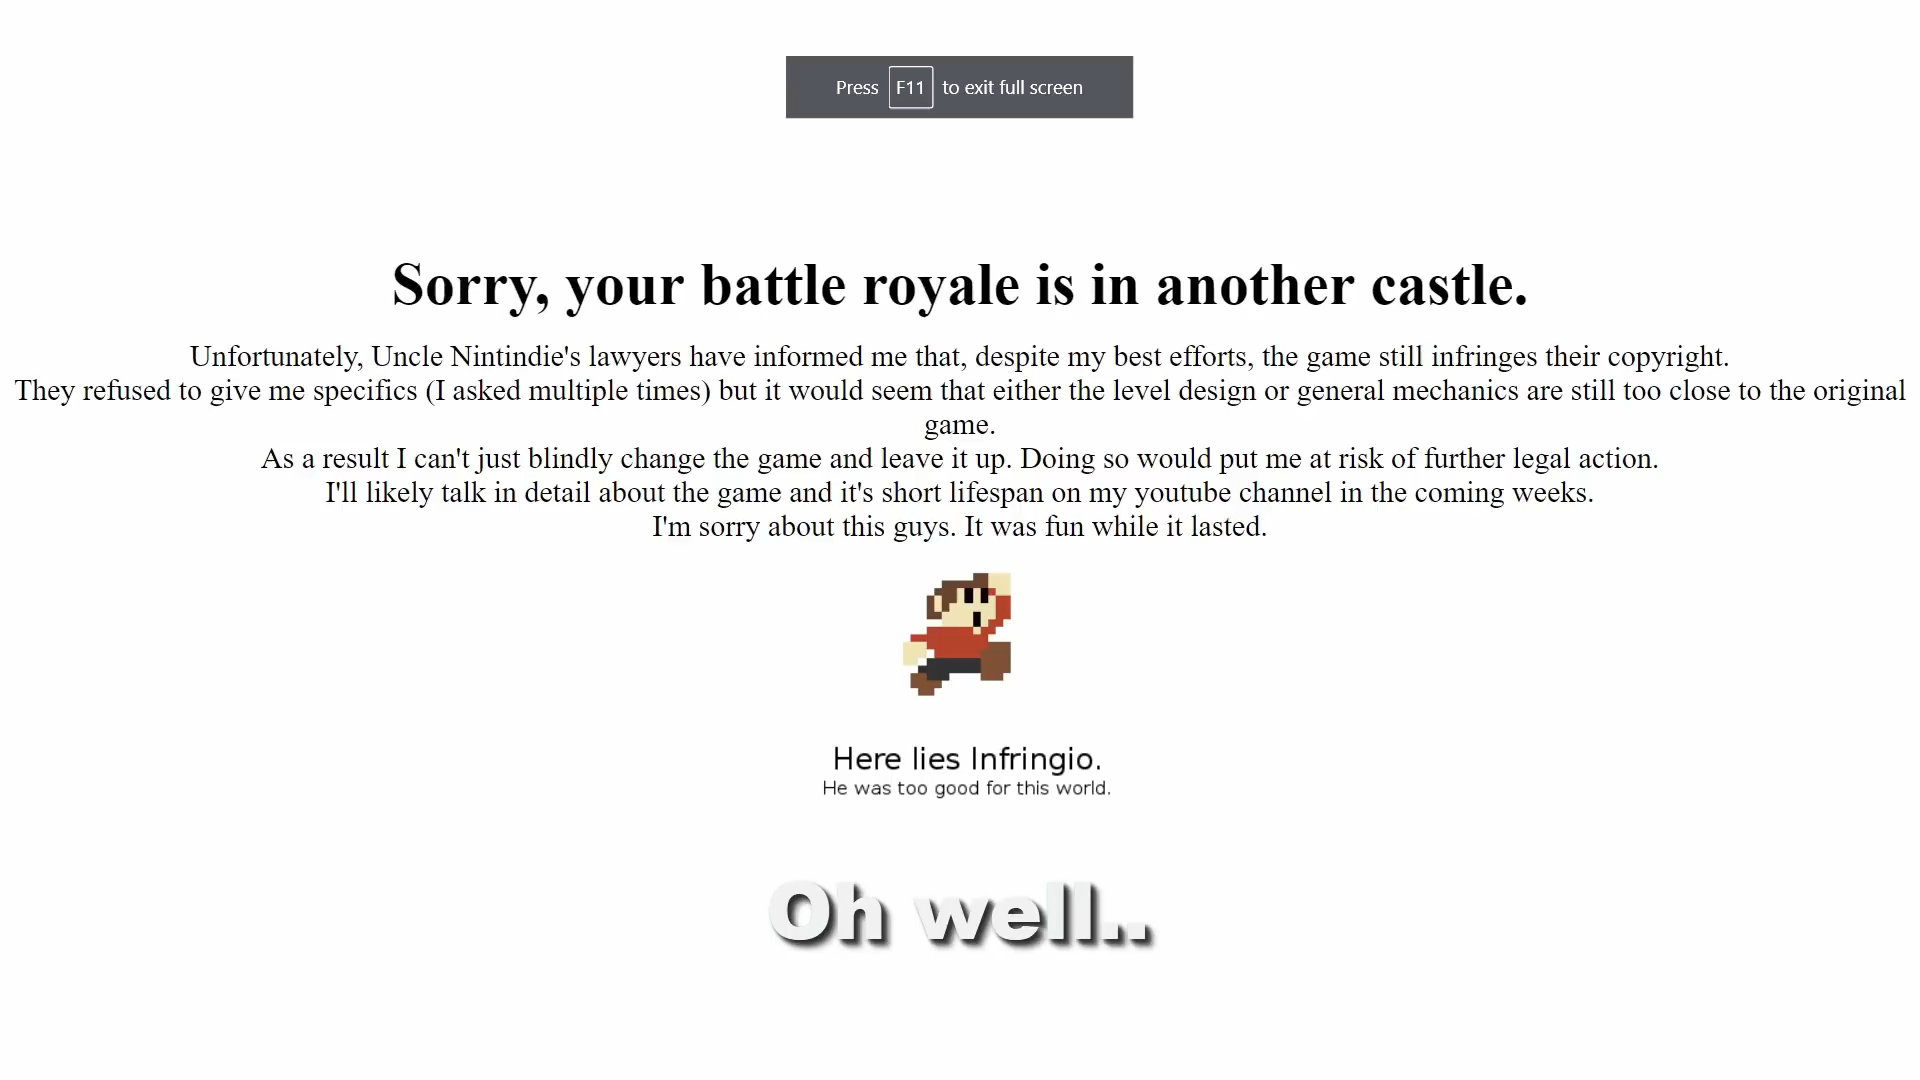 Press F11 to exit full screen
Sorry, your battle royale is in another castle.
Unfortunately, Uncle Nintindie's lawyers have informed me that, despite my best efforts, the game still infringes their copyright.
They refused to give me specifics (I asked multiple times) but it would seem that either the level design or general mechanics are still too close to the original
game.
As a result I can't just blindly change the game and leave it up. Doing so would put me at risk of further legal action.
I'll likely talk in detail about the game and it's short lifespan on my youtube channel in the coming weeks.
I'm sorry about this guys. It was fun while it lasted.
Here lies Infringio.
He was too good for this world.
Oh well..